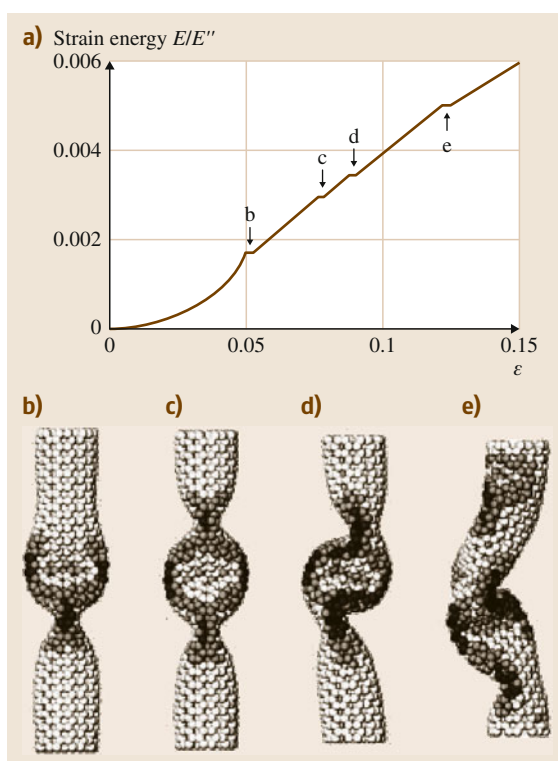 a) Strain energy E/E"
0.006
0.004
0.002
0
b
c
d
e
0 0.05 0.1 0.15
ε
b) c) d) e)